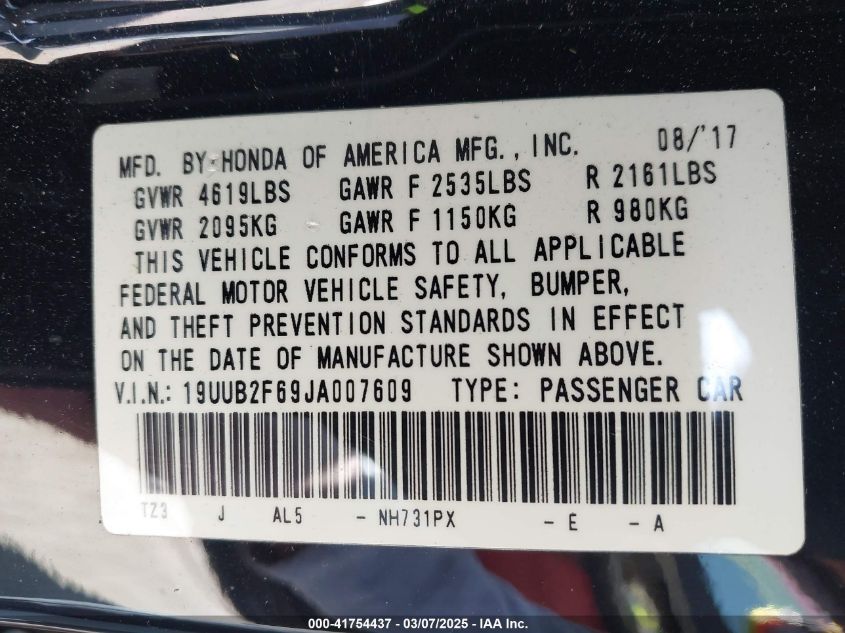 MFD. BY HONDA OF AMERICA MFG., INC. 08/'17
GVWR 4619LBS GAWR F 2535LBS R 2161LBS
GVWR 2095KG GAWR F 1150KG R 980KG
THIS VEHICLE CONFORMS TO ALL APPLICABLE
FEDERAL MOTOR VEHICLE SAFETY, BUMPER,
AND THEFT PREVENTION STANDARDS IN EFFECT
ON THE DATE OF MANUFACTURE SHOWN ABOVE.
V.I.N.: 19UUB2F69JA007609 TYPE: PASSENGER CAR
TZ3 J AL5 - NH731PX - E - A
000-41754437 - 03/07/2025 - IAA Inc.